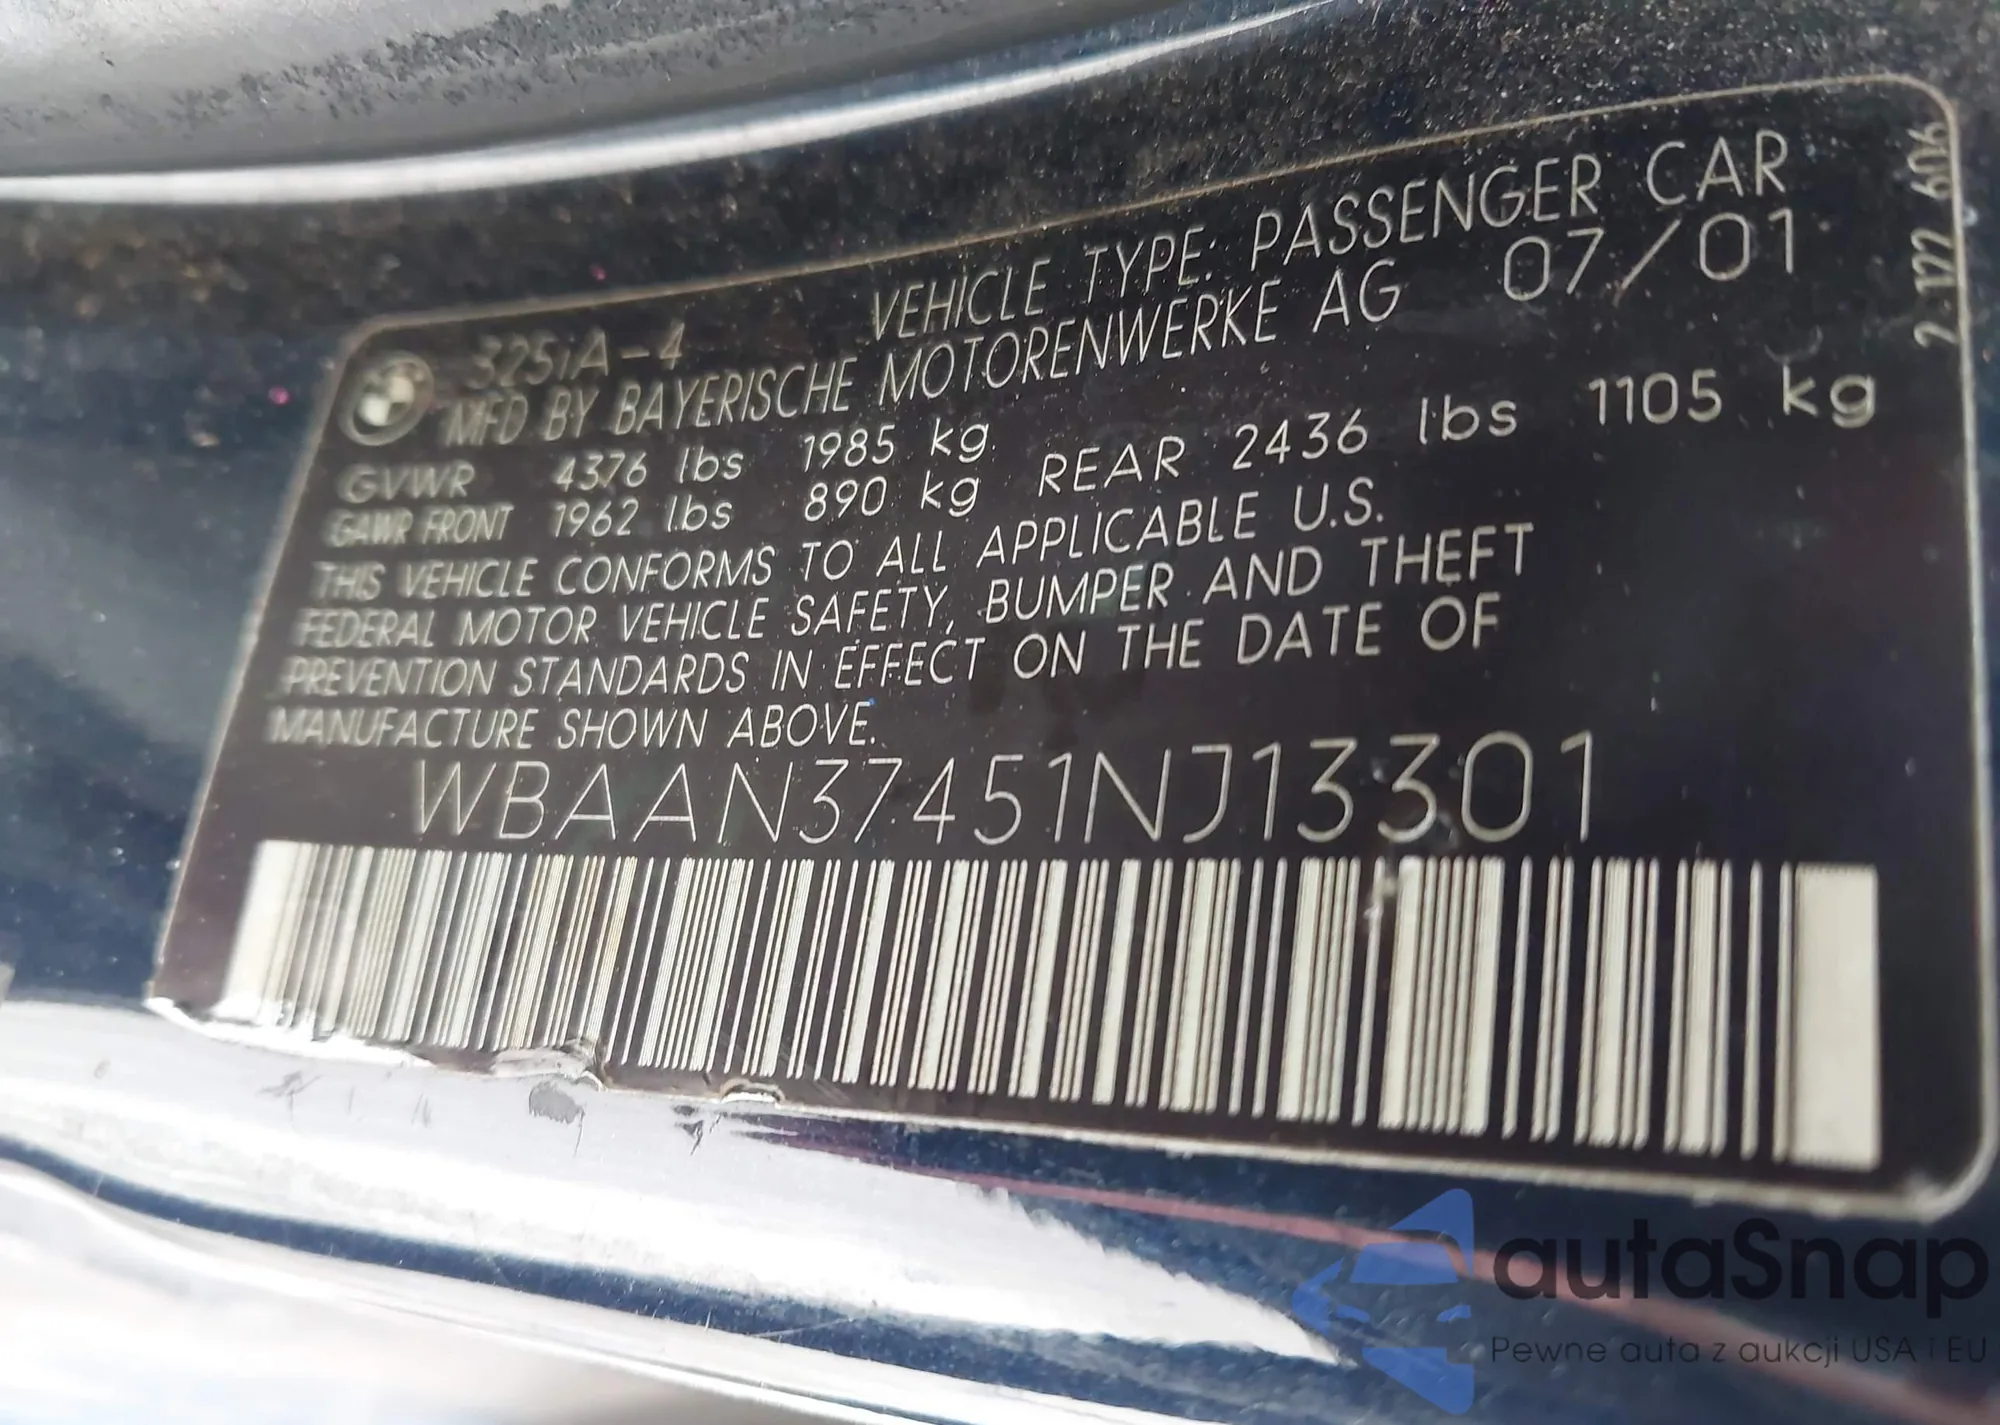 325iA-4 VEHICLE TYPE: PASSENGER CAR
MFD BY BAYERISCHE MOTORENWERKE AG 07/01
GVWR 4376 lbs 1985 kg
GAWR FRONT 1962 lbs 890 kg REAR 2436 lbs 1105 kg
THIS VEHICLE CONFORMS TO ALL APPLICABLE U.S.
FEDERAL MOTOR VEHICLE SAFETY, BUMPER AND THEFT
PREVENTION STANDARDS IN EFFECT ON THE DATE OF
MANUFACTURE SHOWN ABOVE.
WBAAN37451NJ13301
autaSnap
Pewne auta z aukcji USA i EU